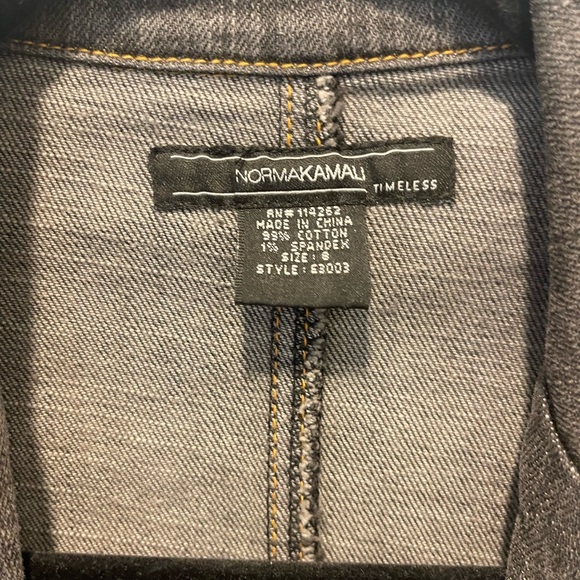 NORMAKAMALI
TIMELESS
RN# 114262
MADE IN CHINA
99% COTTON
1% SPANDEX
SIZE : 8
STYLE : E3003